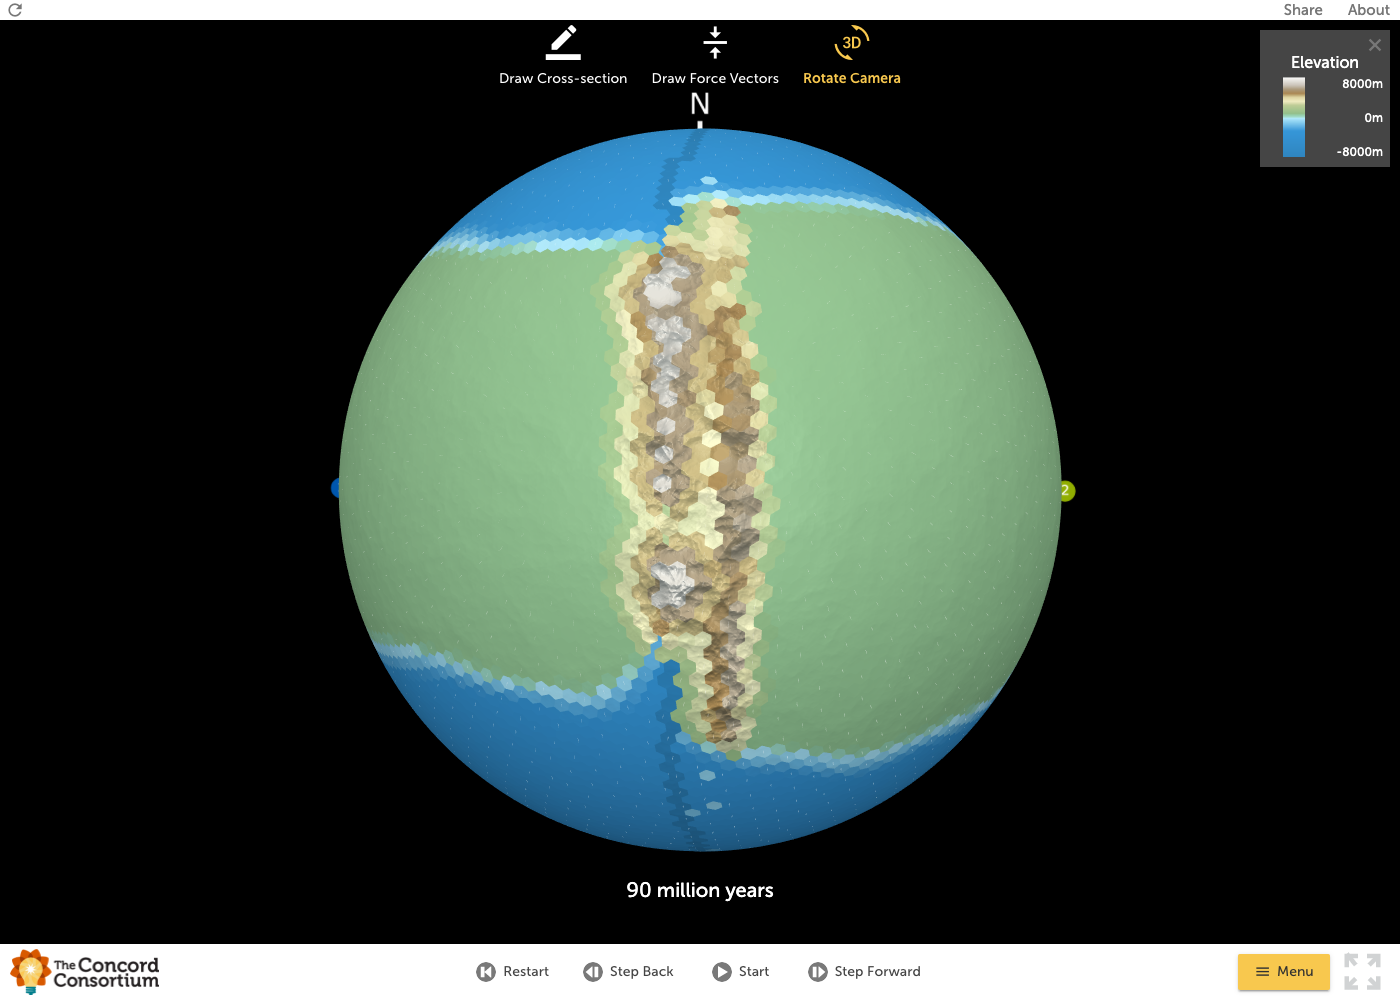 Share
About
Draw Cross-section
Draw Force Vectors
3D
Rotate Camera
N
Elevation
8000m
0m
-8000m
2
90 million years
The Concord
Consortium
Restart
Step Back
Start
Step Forward
Menu